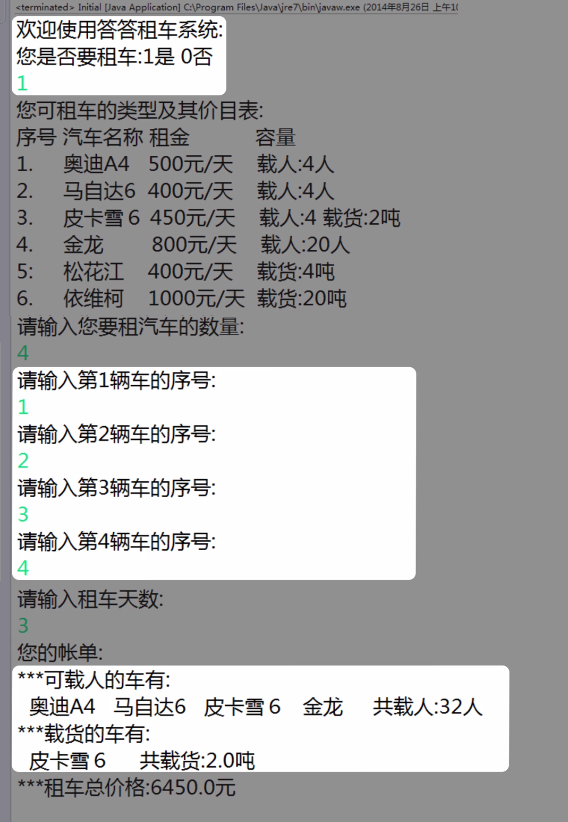 <terminated> Initial [Java Application] C:\Program Files\Java\jre7\bin\javaw.exe (2014年8月26日 上午10
欢迎使用答答租车系统:
您是否要租车:1是 0否
1
您可租车的类型及其价目表:
序号 汽车名称 租金 容量
1. 奥迪A4 500元/天 载人:4人
2. 马自达6 400元/天 载人:4人
3. 皮卡雪６ 450元/天 载人:4 载货:2吨
4. 金龙 800元/天 载人:20人
5: 松花江 400元/天 载货:4吨
6. 依维柯 1000元/天 载货:20吨
请输入您要租汽车的数量:
4
请输入第1辆车的序号:
1
请输入第2辆车的序号:
2
请输入第3辆车的序号:
3
请输入第4辆车的序号:
4
请输入租车天数:
3
您的帐单:
***可载人的车有:
奥迪A4 马自达6 皮卡雪６ 金龙 共载人:32人
***载货的车有:
皮卡雪６ 共载货:2.0吨
***租车总价格:6450.0元